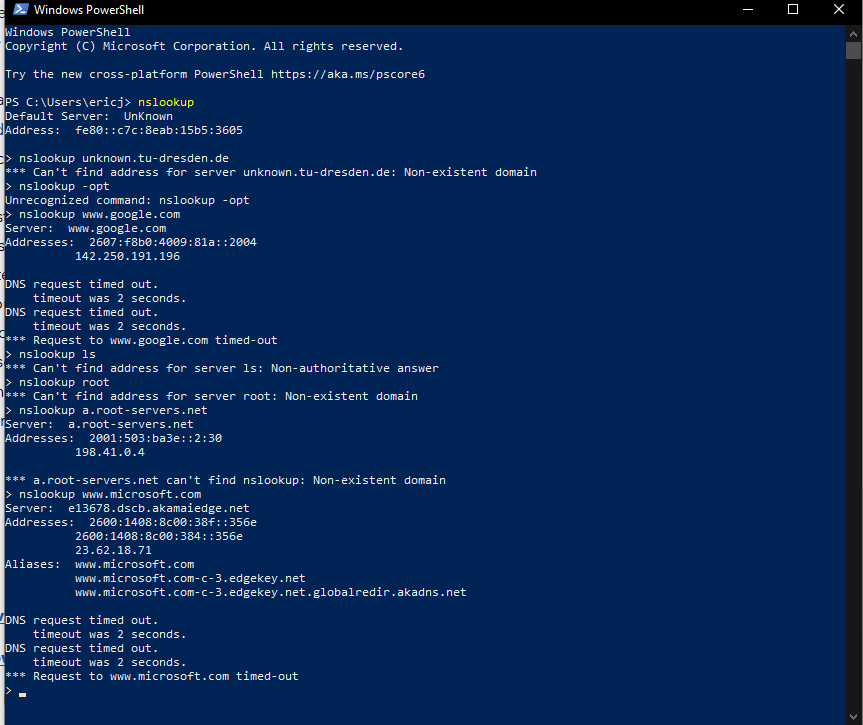 Windows PowerShell
Windows PowerShell
Copyright (C) Microsoft Corporation. All rights reserved.
Try the new cross-platform PowerShell https://aka.ms/pscore6
PS C:\Users\ericj> nslookup
Default Server:  UnKnown
Address:  fe80::c7c:8eab:15b5:3605
> nslookup unknown.tu-dresden.de
*** Can't find address for server unknown.tu-dresden.de: Non-existent domain
> nslookup -opt
Unrecognized command: nslookup -opt
> nslookup www.google.com
Server:  www.google.com
Addresses:  2607:f8b0:4009:81a::2004
142.250.191.196
DNS request timed out.
timeout was 2 seconds.
DNS request timed out.
timeout was 2 seconds.
*** Request to www.google.com timed-out
> nslookup ls
*** Can't find address for server ls: Non-authoritative answer
> nslookup root
*** Can't find address for server root: Non-existent domain
> nslookup a.root-servers.net
Server:  a.root-servers.net
Addresses:  2001:503:ba3e::2:30
198.41.0.4
*** a.root-servers.net can't find nslookup: Non-existent domain
> nslookup www.microsoft.com
Server:  e13678.dscb.akamaiedge.net
Addresses:  2600:1408:8c00:38f::356e
2600:1408:8c00:384::356e
23.62.18.71
Aliases:  www.microsoft.com
www.microsoft.com-c-3.edgekey.net
www.microsoft.com-c-3.edgekey.net.globalredir.akadns.net
DNS request timed out.
timeout was 2 seconds.
DNS request timed out.
timeout was 2 seconds.
*** Request to www.microsoft.com timed-out
>